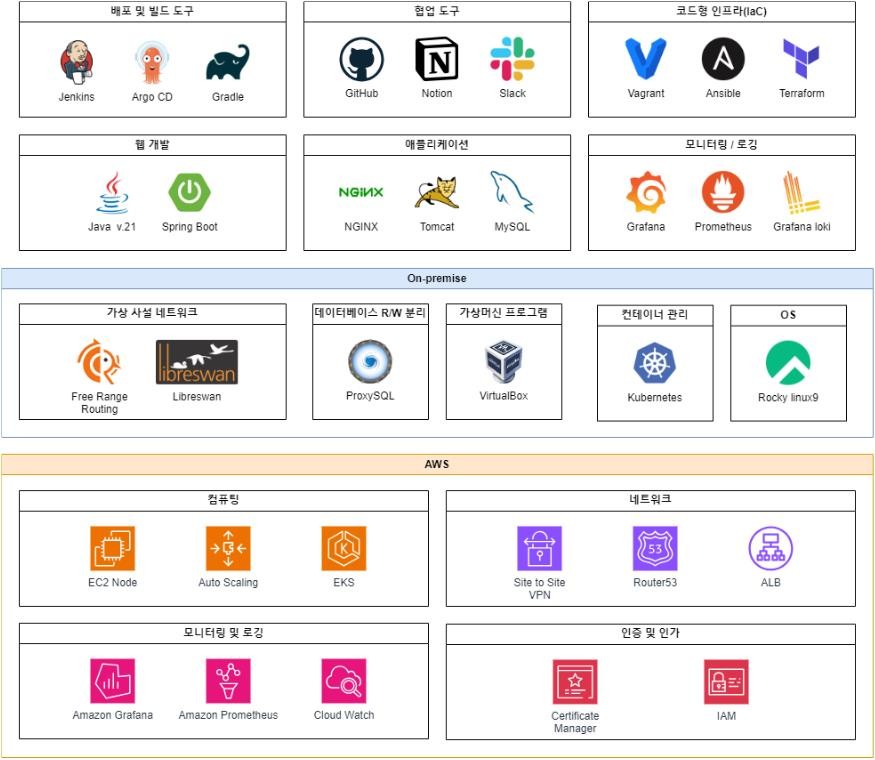 배포 및 빌드 도구
Jenkins
Argo CD
Gradle
협업 도구
N
GitHub
Notion
Slack
코드형 인프라(IaC)
A
Vagrant
Ansible
Terraform
웹 개발
Java v.21
Spring Boot
애플리케이션
NGINX
NGINX
Tomcat
MySQL
모니터링 / 로깅
Grafana
Prometheus
Grafana loki
On-premise
가상 사설 네트워크
Free Range
Routing
libreswan
Libreswan
데이터베이스 R/W 분리
ProxySQL
가상머신 프로그램
VirtualBox
컨테이너 관리
Kubernetes
OS
Rocky linux9
AWS
컴퓨팅
EC2 Node
Auto Scaling
K
EKS
네트워크
Site to Site
VPN
53
Router53
ALB
모니터링 및 로깅
Amazon Grafana
Amazon Prometheus
Cloud Watch
인증 및 인가
Certificate
Manager
IAM